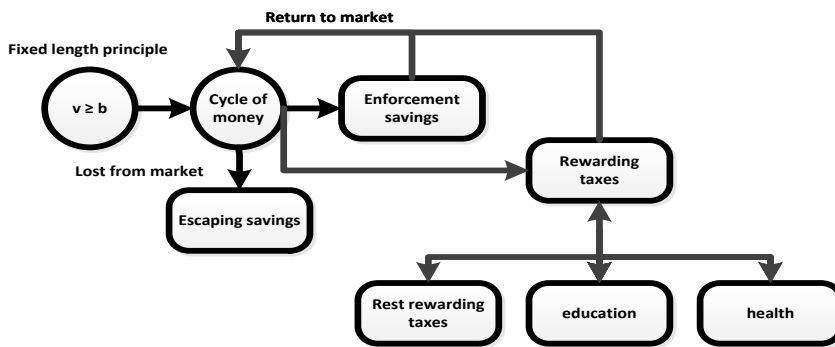 Return to market
Fixed length principle
v ≥ b
Cycle of
money
Enforcement
savings
Lost from market
Rewarding
taxes
Escaping savings
Rest rewarding
taxes
education
health